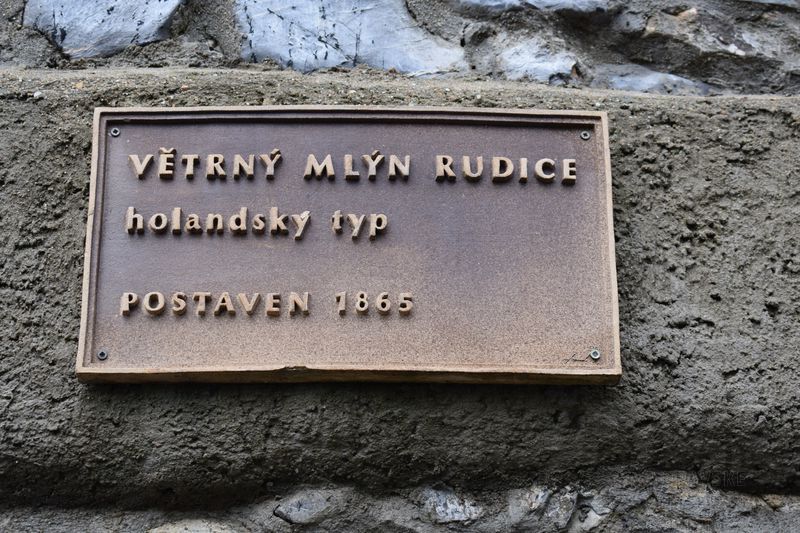 VĚTRNÝ MLÝN RUDICE
holandský typ
POSTAVEN 1865